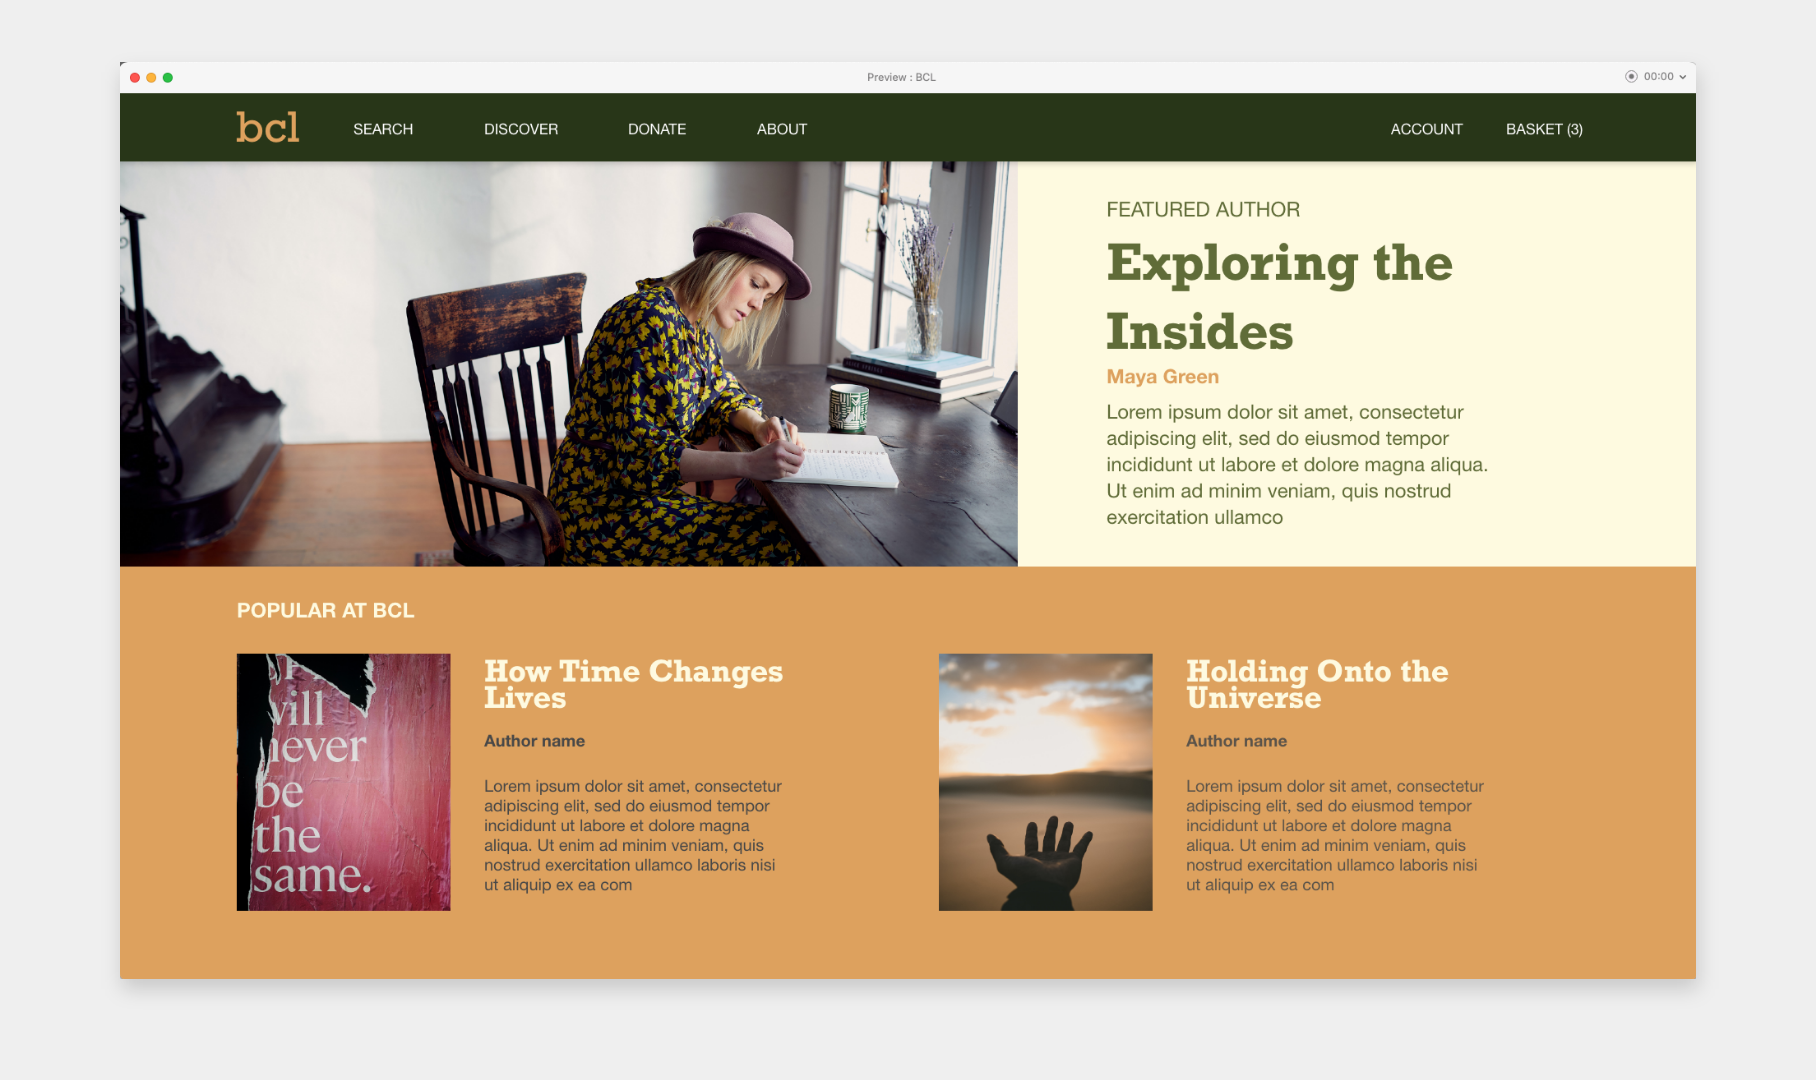 Preview : BCL
00:00
bcl
SEARCH
DISCOVER
DONATE
ABOUT
ACCOUNT
BASKET (3)
FEATURED AUTHOR
Exploring the
Insides
Maya Green
Lorem ipsum dolor sit amet, consectetur
adipiscing elit, sed do eiusmod tempor
incididunt ut labore et dolore magna aliqua.
Ut enim ad minim veniam, quis nostrud
exercitation ullamco
POPULAR AT BCL
will
never
be
the
same.
How Time Changes
Lives
Author name
Lorem ipsum dolor sit amet, consectetur
adipiscing elit, sed do eiusmod tempor
incididunt ut labore et dolore magna
aliqua. Ut enim ad minim veniam, quis
nostrud exercitation ullamco laboris nisi
ut aliquip ex ea com
Holding Onto the
Universe
Author name
Lorem ipsum dolor sit amet, consectetur
adipiscing elit, sed do eiusmod tempor
incididunt ut labore et dolore magna
aliqua. Ut enim ad minim veniam, quis
nostrud exercitation ullamco laboris nisi
ut aliquip ex ea com